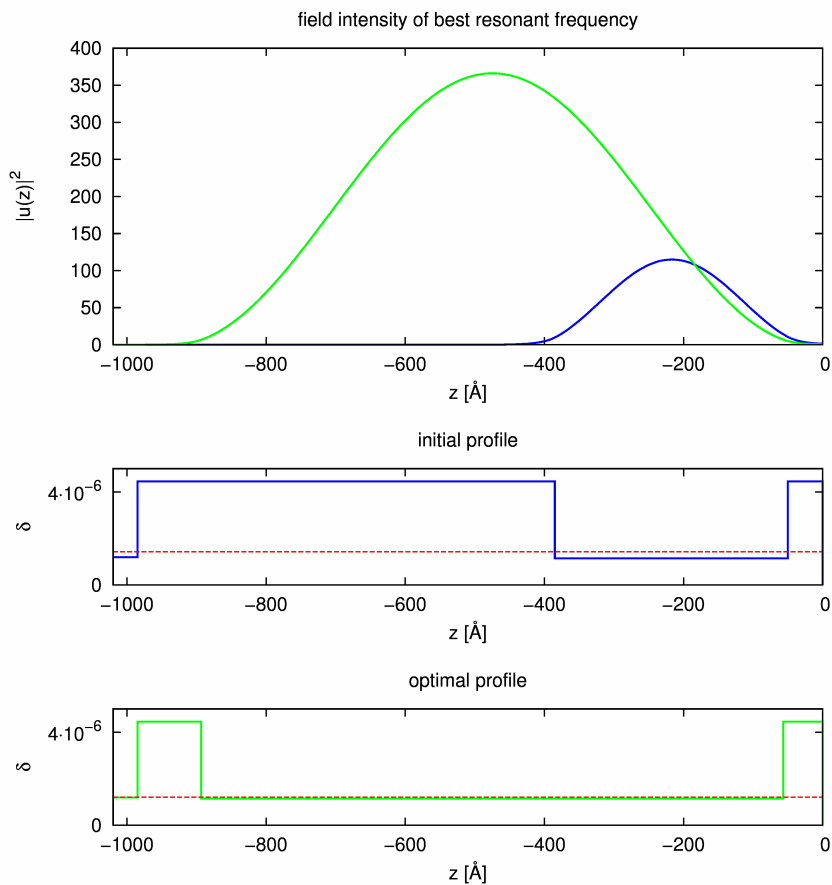 field intensity of best resonant frequency
400
350
300
250
200
150
100
50
0
|u(z)|²
−1000 −800 −600 −400 −200 0
z [Å]
initial profile
4·10⁻⁶
0
δ
−1000 −800 −600 −400 −200 0
z [Å]
optimal profile
4·10⁻⁶
0
δ
−1000 −800 −600 −400 −200 0
z [Å]